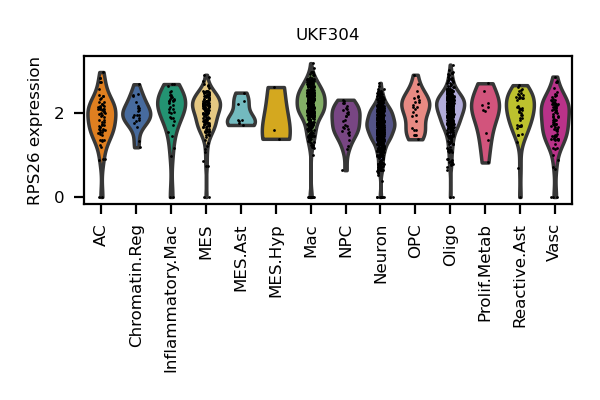 UKF304
RPS26 expression
2
0
AC
Chromatin.Reg
Inflammatory.Mac
MES
MES.Ast
MES.Hyp
Mac
NPC
Neuron
OPC
Oligo
Prolif.Metab
Reactive.Ast
Vasc